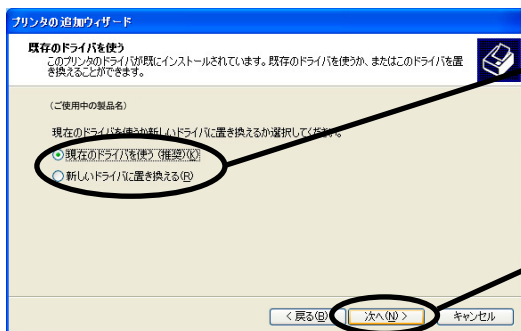 プリンタの追加ウィザード
既存のドライバを使う
このプリンタのドライバが既にインストールされています。既存のドライバを使うか、またはこのドライバを置
き換えることができます。
(ご使用中の製品名)
現在のドライバを使うか新しいドライバに置き換えるか選択してください。
現在のドライバを使う (推奨)(K)
新しいドライバに置き換える(R)
< 戻る(B)
次へ(N) >
キャンセル